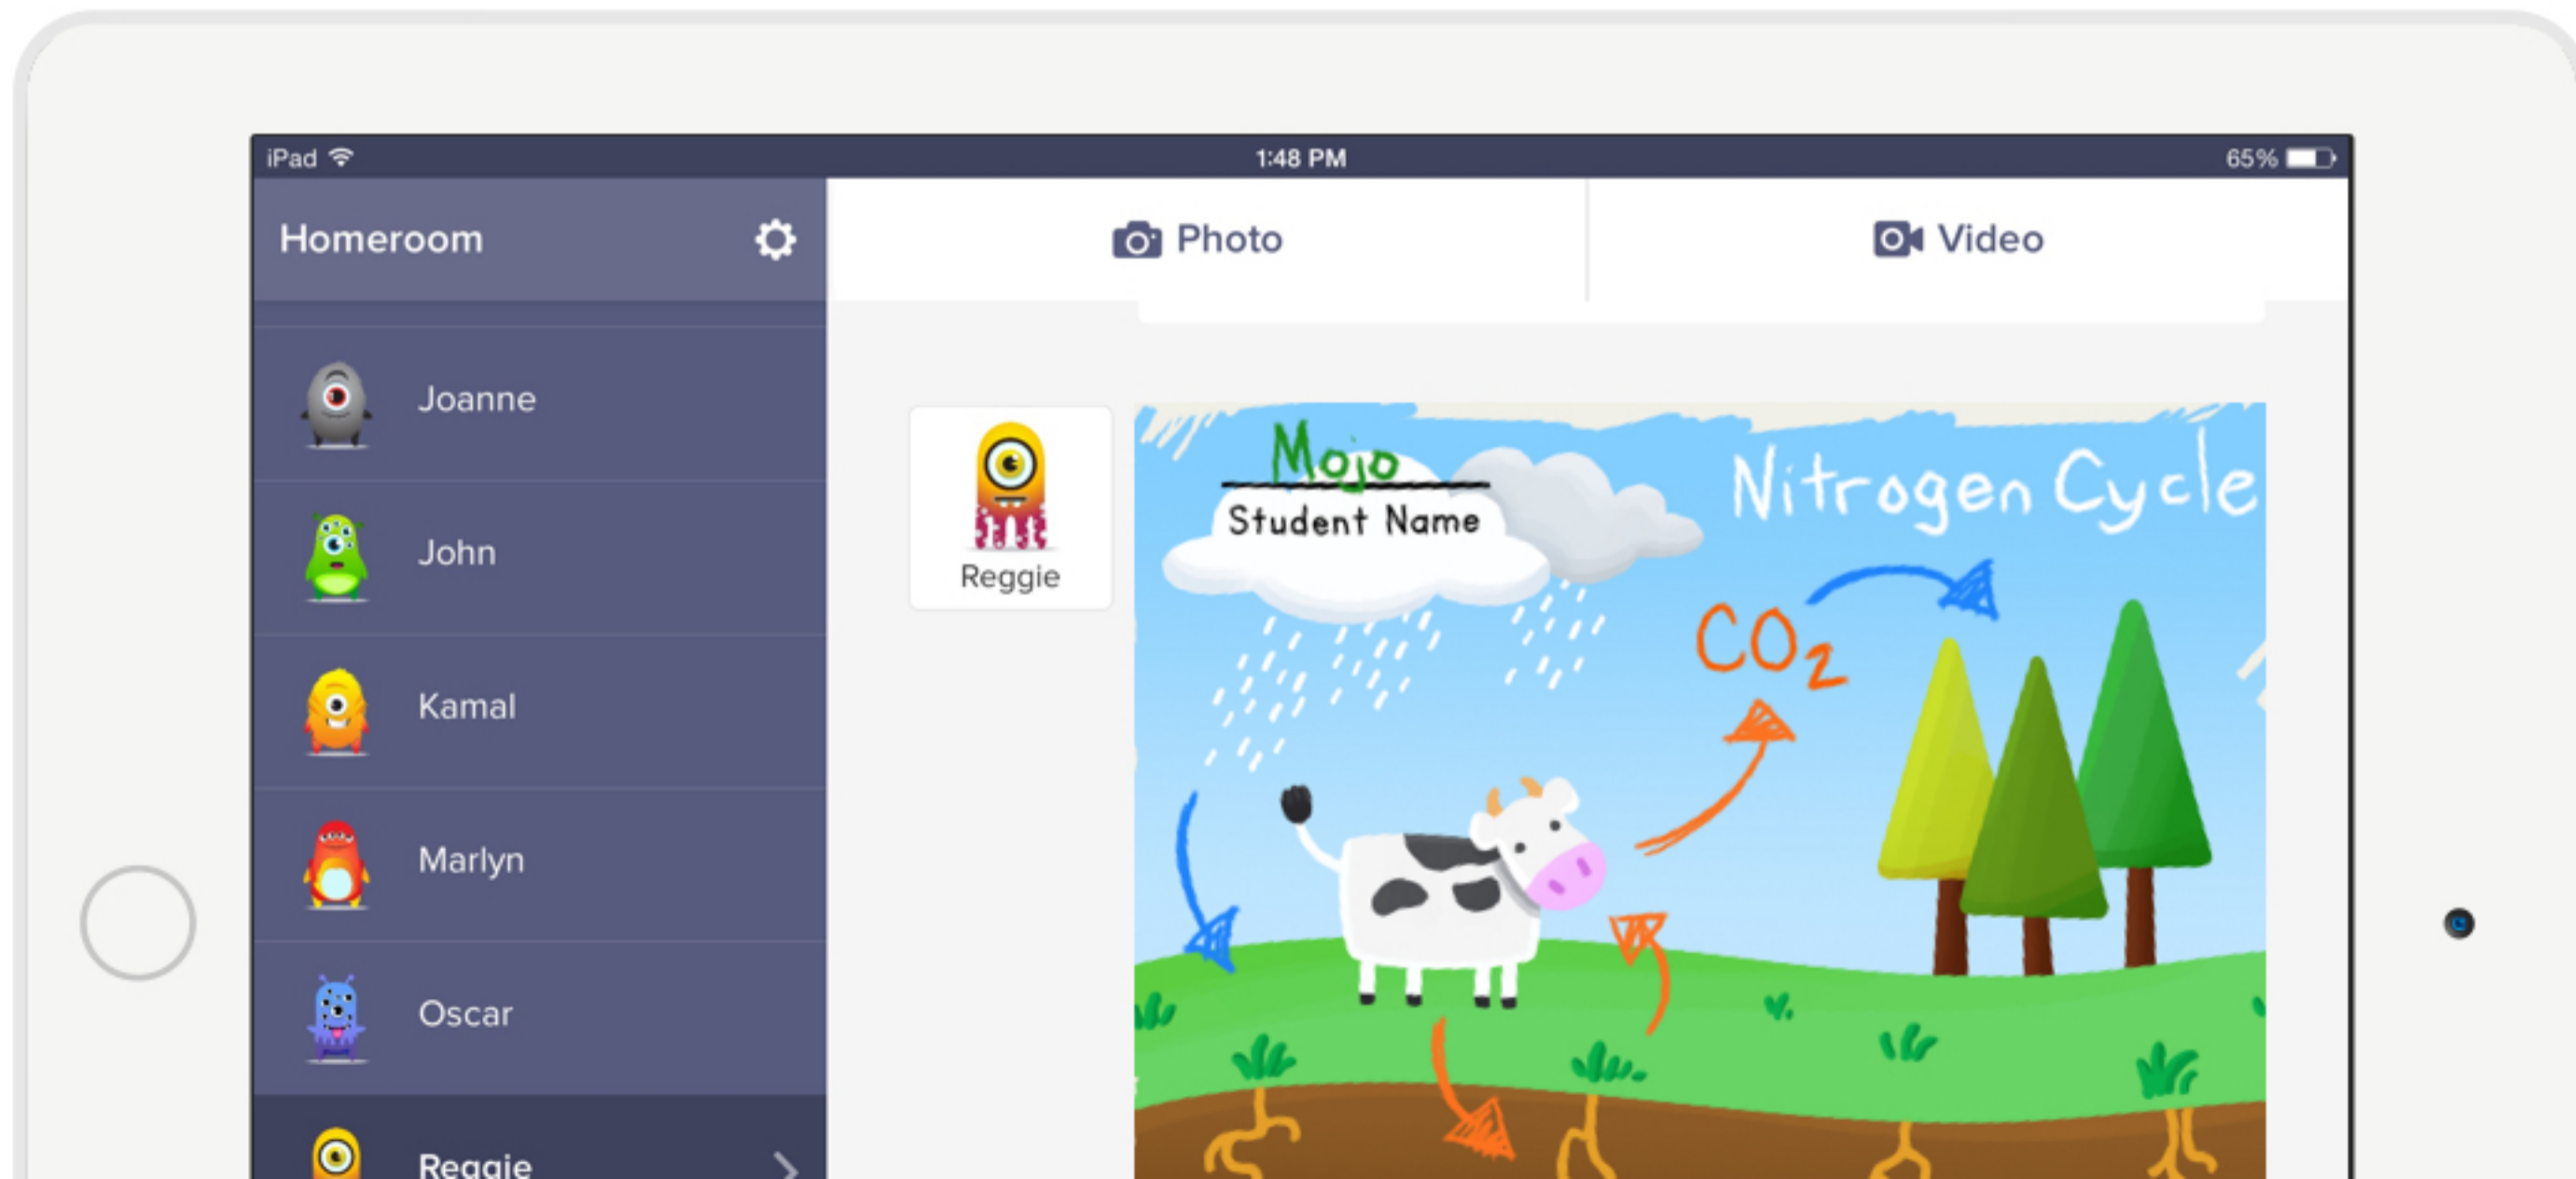 iPad 1:48 PM 65%
Homeroom
Photo
Video
Joanne
John
Kamal
Marlyn
Oscar
Reggie
Reggie
Mojo
Student Name
Nitrogen Cycle
CO₂